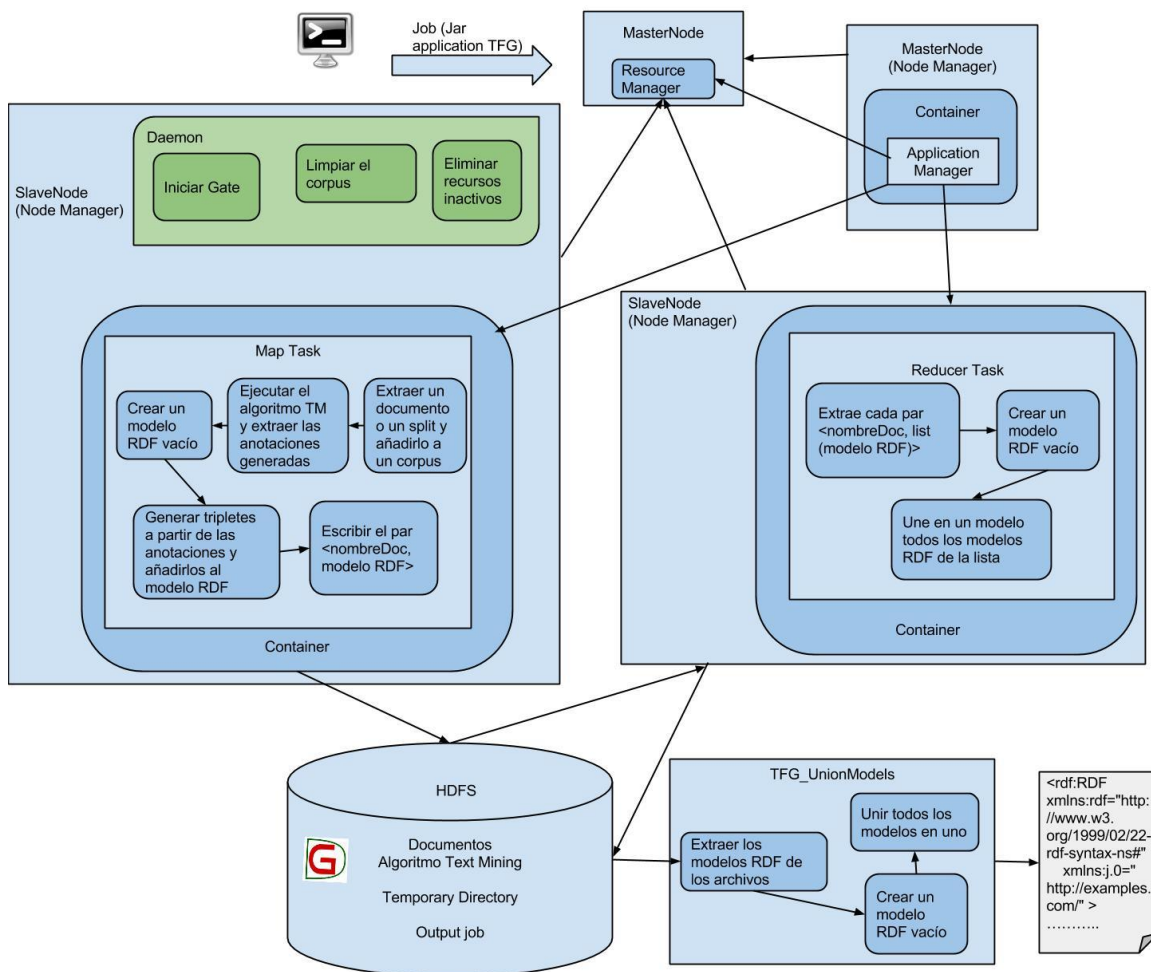 Job (Jar
application TFG)
MasterNode
Resource
Manager
MasterNode
(Node Manager)
Container
Application
Manager
SlaveNode
(Node Manager)
Daemon
Iniciar Gate
Limpiar el
corpus
Eliminar
recursos
inactivos
Map Task
Crear un
modelo
RDF vacío
Ejecutar el
algoritmo TM
y extraer las
anotaciones
generadas
Extraer un
documento
o un split y
añadirlo a
un corpus
Generar tripletes
a partir de las
anotaciones y
añadirlos al
modelo RDF
Escribir el par
<nombreDoc,
modelo RDF>
Container
SlaveNode
(Node Manager)
Reducer Task
Extrae cada par
<nombreDoc, list
(modelo RDF)>
Crear un
modelo
RDF vacío
Une en un modelo
todos los modelos
RDF de la lista
Container
HDFS
G
Documentos
Algoritmo Text Mining
Temporary Directory
Output job
TFG_UnionModels
Unir todos los
modelos en uno
Extraer los
modelos RDF de
los archivos
Crear un
modelo
RDF vacío
<rdf:RDF
xmlns:rdf="http:
//www.w3.
org/1999/02/22-
rdf-syntax-ns#"
xmlns:j.0="
http://examples.
com/" >
………..